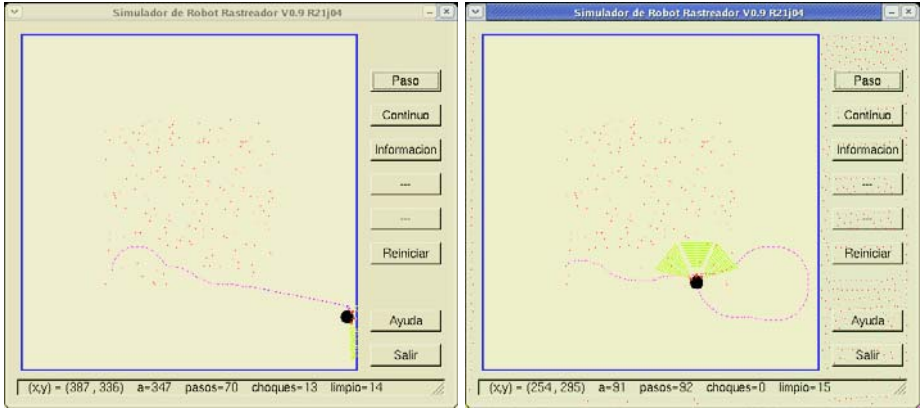 Simulador de Robot Rastreador V0.9 R21j04
Paso
Continuo
Informacion
---
---
Reiniciar
Ayuda
Salir
(x,y) = (387 , 336) a=347 pasos=70 choques=13 limpio=14
Simulador de Robot Rastreador V0.9 R21j04
Paso
Continuo
Informacion
---
---
Reiniciar
Ayuda
Salir
(x,y) = (254 , 295) a=91 pasos=92 choques=0 limpio=15